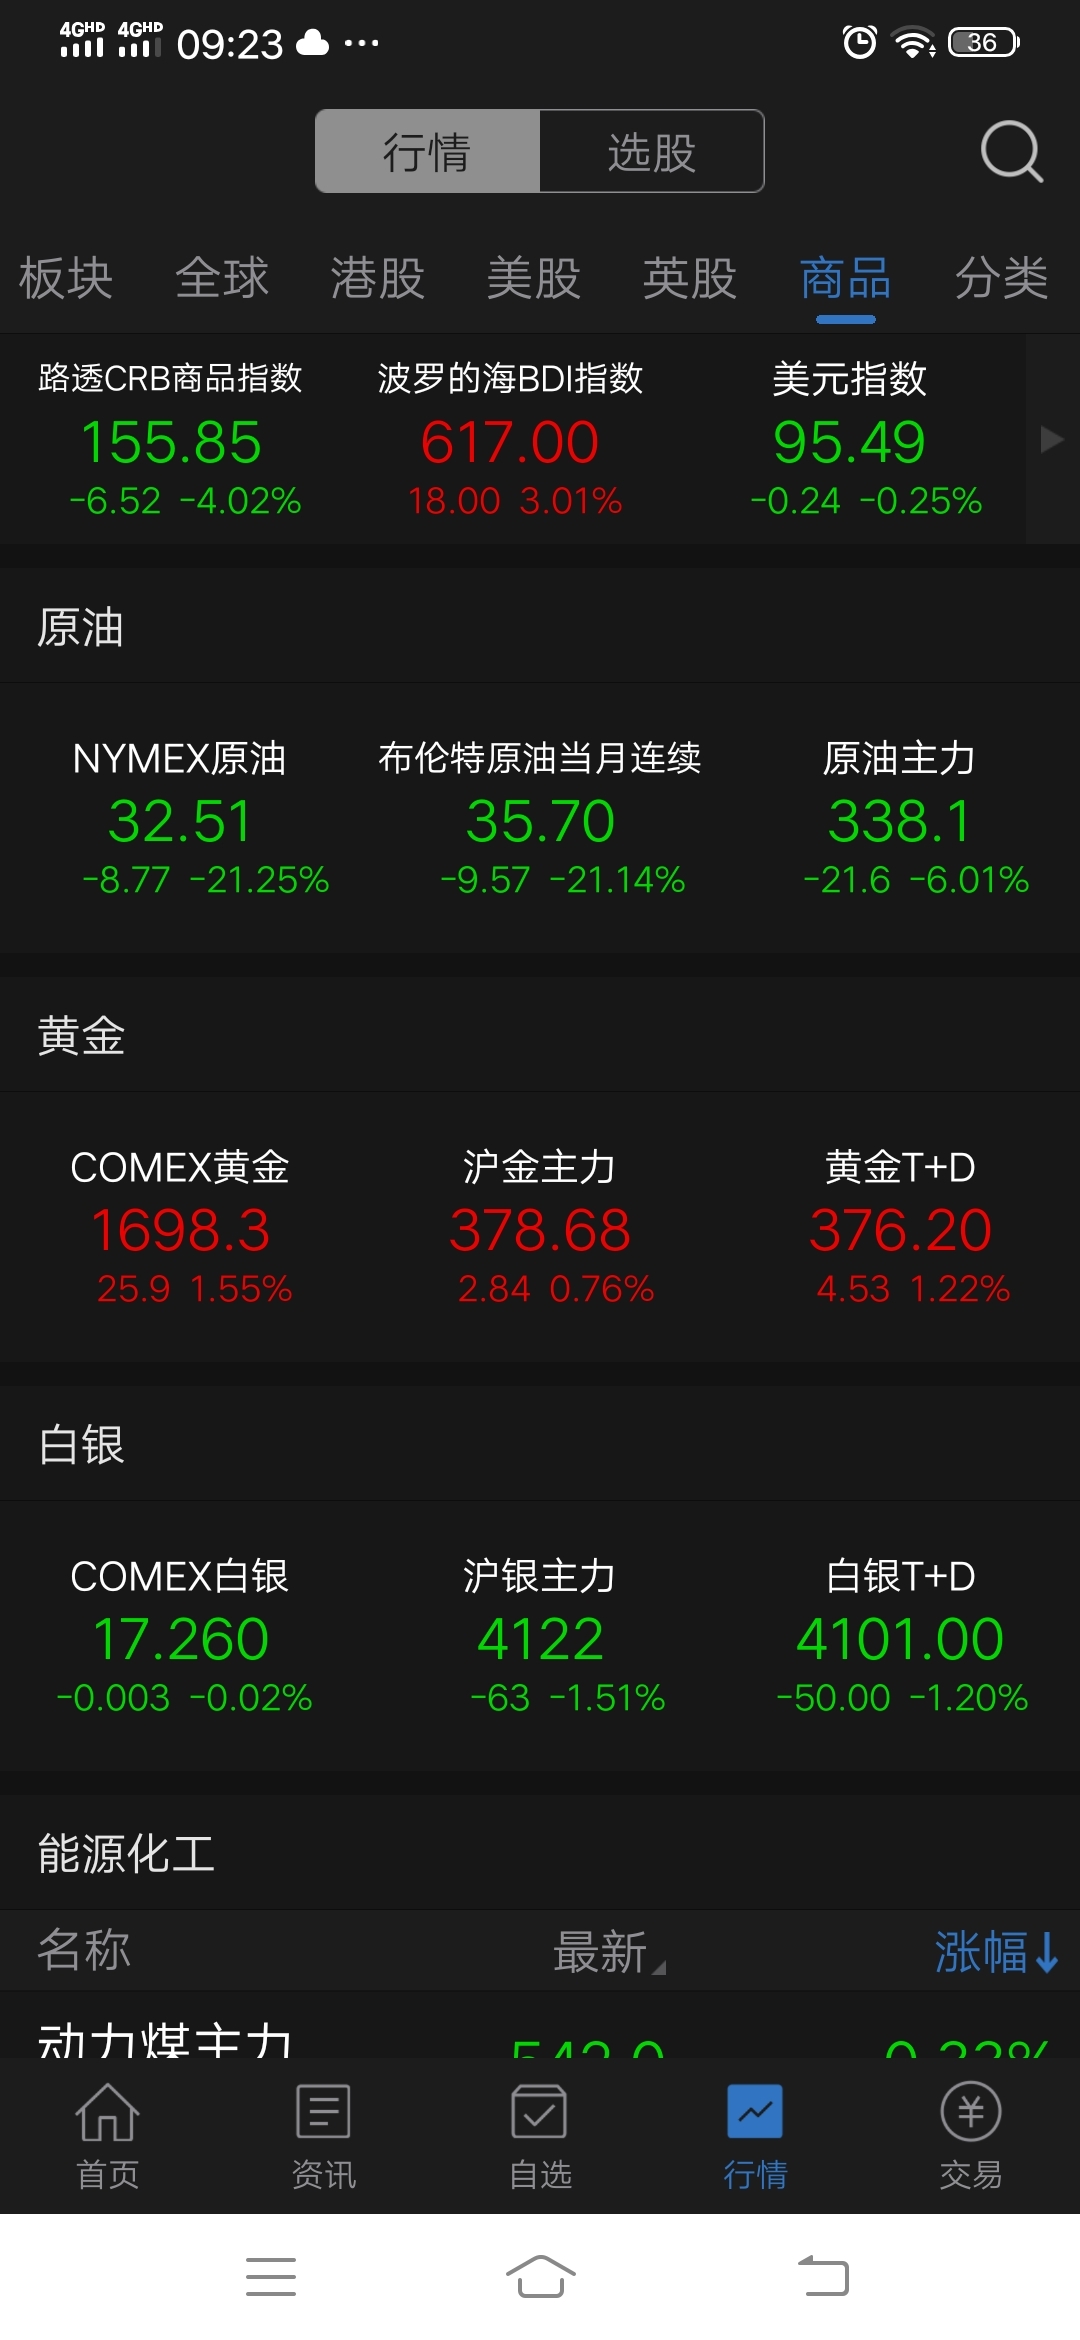 4GHD 4GHD 09:23 ... 36
行情 选股
板块 全球 港股 美股 英股 商品 分类
路透CRB商品指数 波罗的海BDI指数 美元指数
155.85 617.00 95.49
-6.52 -4.02% 18.00 3.01% -0.24 -0.25%
原油
NYMEX原油 布伦特原油当月连续 原油主力
32.51 35.70 338.1
-8.77 -21.25% -9.57 -21.14% -21.6 -6.01%
黄金
COMEX黄金 沪金主力 黄金T+D
1698.3 378.68 376.20
25.9 1.55% 2.84 0.76% 4.53 1.22%
白银
COMEX白银 沪银主力 白银T+D
17.260 4122 4101.00
-0.003 -0.02% -63 -1.51% -50.00 -1.20%
能源化工
名称 最新 涨幅↓
动力煤主力
首页 资讯 自选 行情 交易